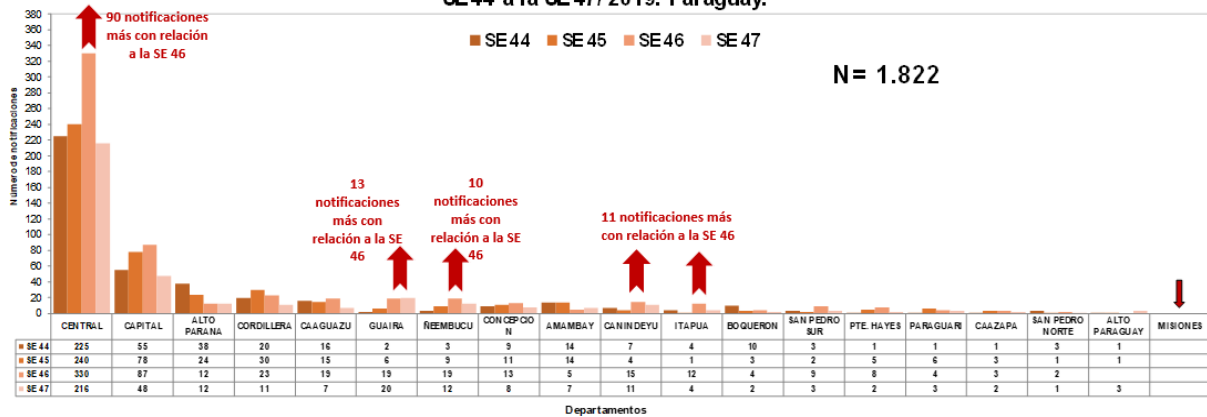 SE 44 a la SE 47/ 2019. Paraguay.
90 notificaciones
más con relación
a la SE 46
SE 44 SE 45 SE 46 SE 47
N= 1.822
Número de notificaciones
380
360
340
320
300
280
260
240
220
200
180
160
140
120
100
80
60
40
20
0
13
notificaciones
más con
relación a la SE
46
10
notificaciones
más con
relación a la SE
46
11 notificaciones más
con relación a la SE 46
CENTRAL CAPITAL ALTO PARANA CORDILLERA CAAGUAZU GUAIRA ÑEEMBUCU CONCEPCION AMAMBAY CANINDEYU ITAPUA BOQUERON SAN PEDRO SUR PTE. HAYES PARAGUARI CAAZAPA SAN PEDRO NORTE ALTO PARAGUAY MISIONES
SE 44 225 55 38 20 16 2 3 9 14 7 4 10 3 1 1 1 3 1
SE 45 240 78 24 30 15 6 9 11 14 4 1 3 2 5 6 3 1 1
SE 46 330 87 12 23 19 19 19 13 5 15 12 4 9 8 4 3 2
SE 47 216 48 12 11 7 20 12 8 7 11 4 2 3 2 3 2 1 3
Departamentos